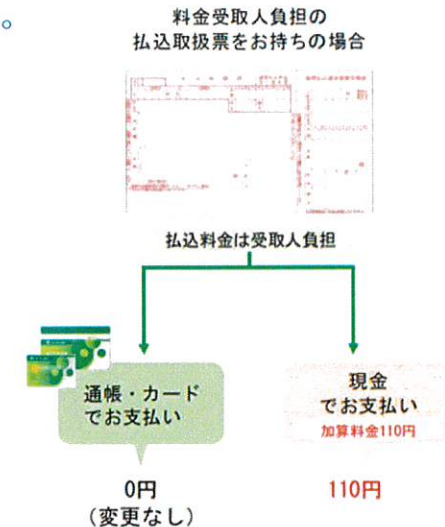 。
料金受取人負担の
払込取扱票をお持ちの場合
払込料金は受取人負担
通帳・カード
でお支払い
現金
でお支払い
加算料金110円
0円
(変更なし)
110円